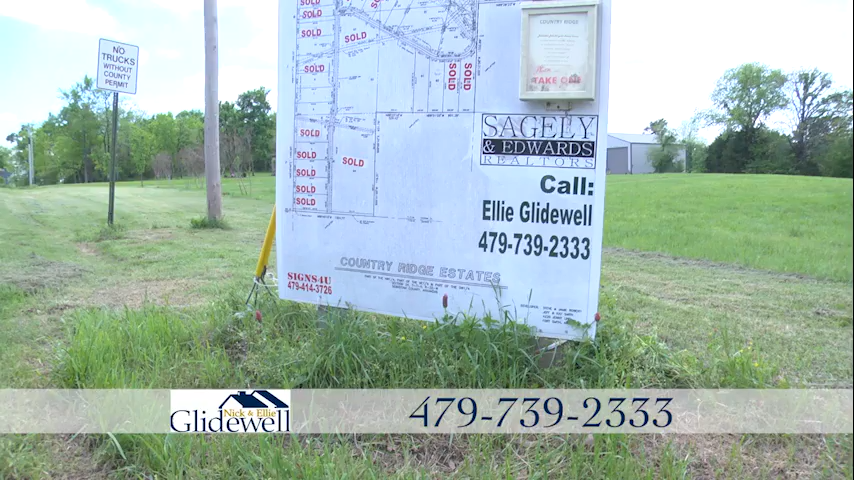 NO
TRUCKS
WITHOUT
COUNTY
PERMIT
SOLD
SOLD
SOLD
SOLD
SOLD
SOLD
SOLD
SOLD
SOLD
SOLD
SOLD
SOLD
SOLD
COUNTRY RIDGE
TAKE ONE
SAGELY
& EDWARDS
REALTORS
Call:
Ellie Glidewell
479-739-2333
COUNTRY RIDGE ESTATES
SIGNS4U
479-414-3726
Nick & Ellie
Glidewell
479-739-2333